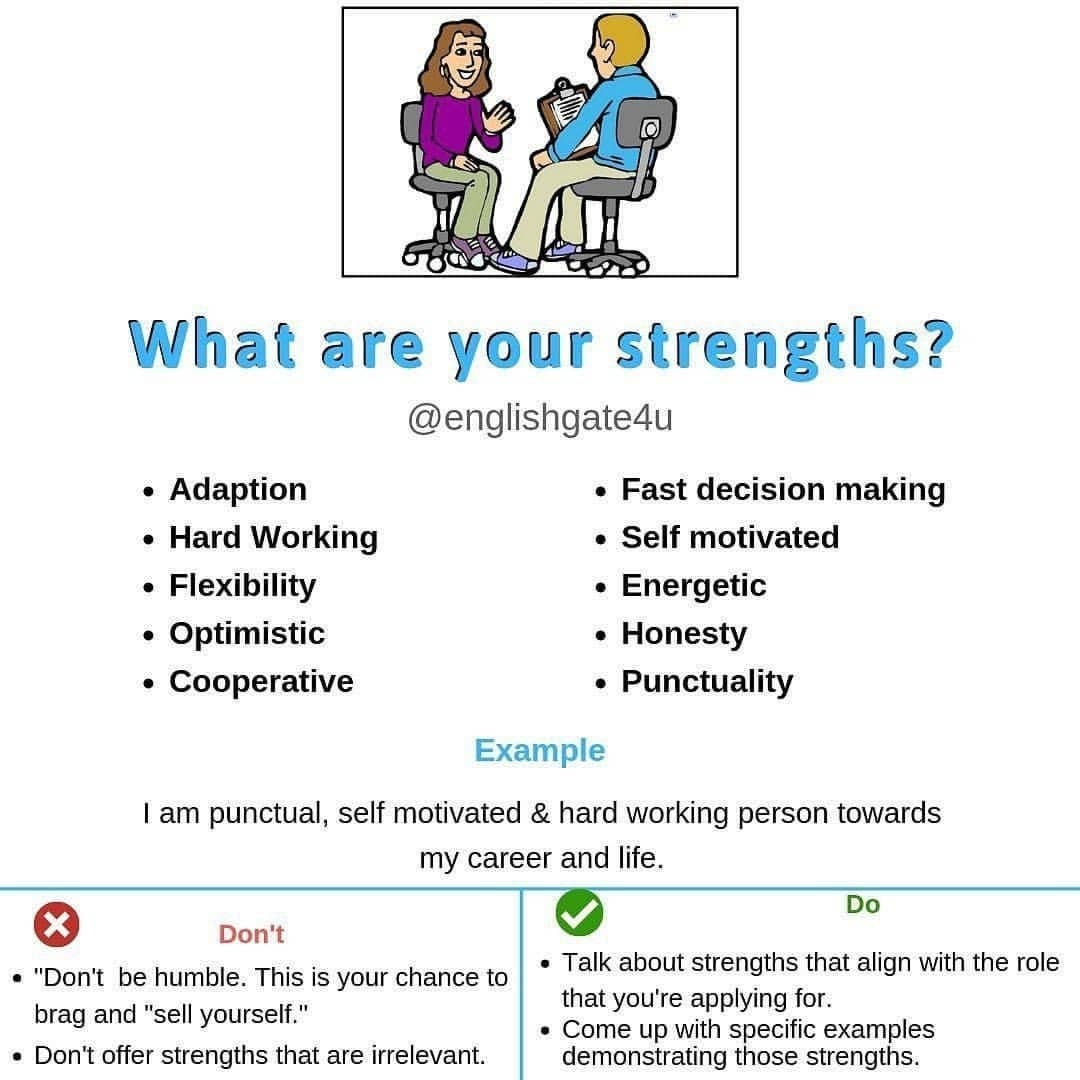 What are your strengths?
@englishgate4u
• Adaption
• Hard Working
• Flexibility
• Optimistic
• Cooperative
• Fast decision making
• Self motivated
• Energetic
• Honesty
• Punctuality
Example
I am punctual, self motivated & hard working person towards
my career and life.
Don't
• "Don't  be humble. This is your chance to
brag and "sell yourself."
• Don't offer strengths that are irrelevant.
Do
• Talk about strengths that align with the role
that you're applying for.
• Come up with specific examples
demonstrating those strengths.